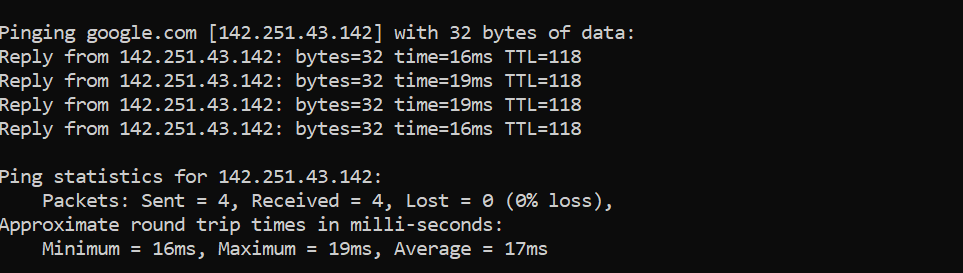 Pinging google.com [142.251.43.142] with 32 bytes of data:
Reply from 142.251.43.142: bytes=32 time=16ms TTL=118
Reply from 142.251.43.142: bytes=32 time=19ms TTL=118
Reply from 142.251.43.142: bytes=32 time=19ms TTL=118
Reply from 142.251.43.142: bytes=32 time=16ms TTL=118

Ping statistics for 142.251.43.142:
    Packets: Sent = 4, Received = 4, Lost = 0 (0% loss),
Approximate round trip times in milli-seconds:
    Minimum = 16ms, Maximum = 19ms, Average = 17ms